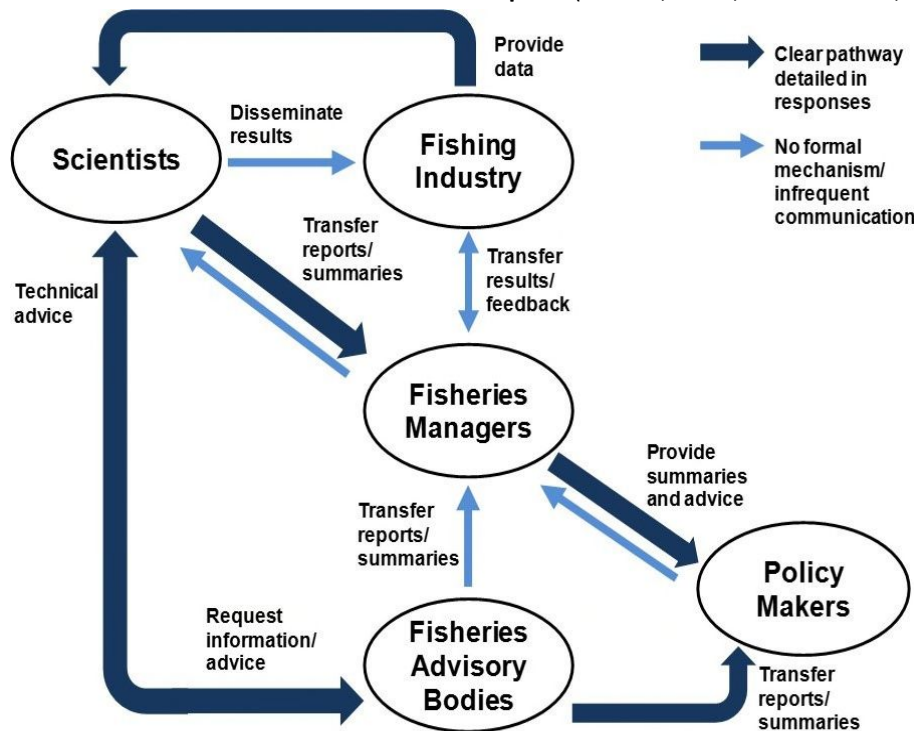 Provide
data
Clear pathway
detailed in
responses
Disseminate
results
Scientists
Fishing
Industry
No formal
mechanism/
infrequent
communication
Transfer
reports/
summaries
Transfer
results/
feedback
Technical
advice
Fisheries
Managers
Provide
summaries
and advice
Transfer
reports/
summaries
Policy
Makers
Request
information/
advice
Fisheries
Advisory
Bodies
Transfer
reports/
summaries